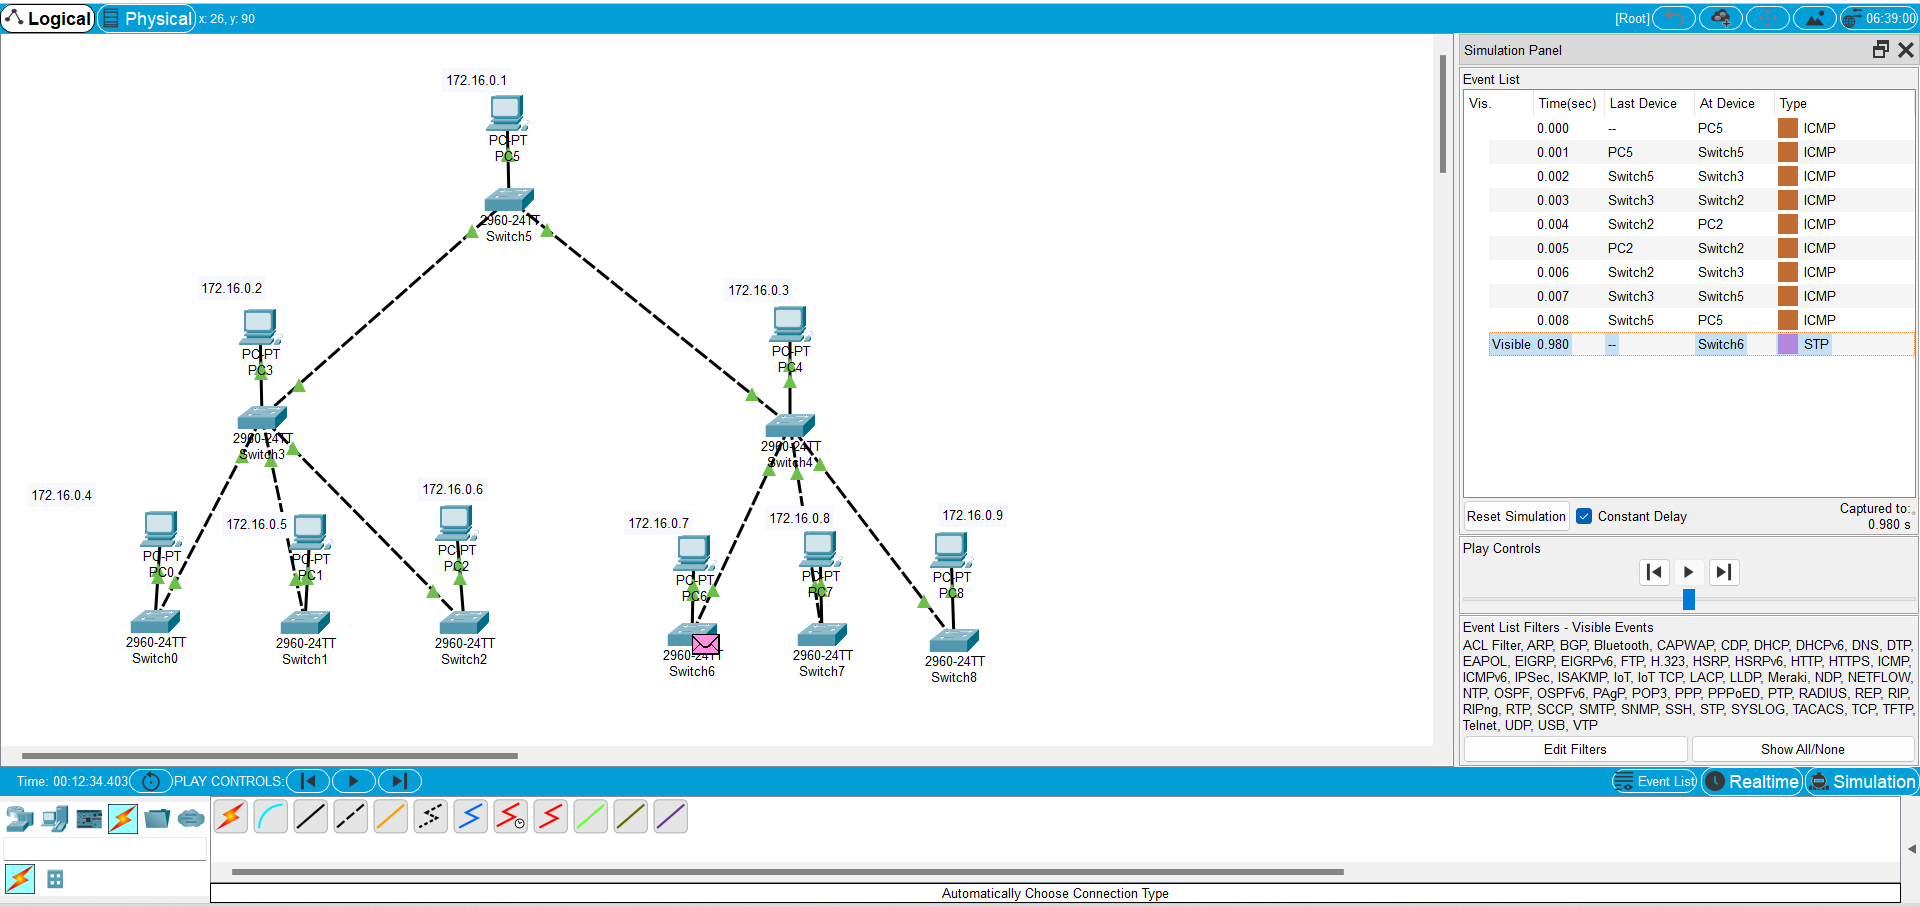 Logical Physical x: 26, y: 90 [Root] 06:39:00
Simulation Panel
Event List
Vis. Time(sec) Last Device At Device Type
0.000 -- PC5 ICMP
0.001 PC5 Switch5 ICMP
0.002 Switch5 Switch3 ICMP
0.003 Switch3 Switch2 ICMP
0.004 Switch2 PC2 ICMP
0.005 PC2 Switch2 ICMP
0.006 Switch2 Switch3 ICMP
0.007 Switch3 Switch5 ICMP
0.008 Switch5 PC5 ICMP
Visible 0.980 -- Switch6 STP
Reset Simulation Constant Delay Captured to:
0.980 s
Play Controls
Event List Filters - Visible Events
ACL Filter, ARP, BGP, Bluetooth, CAPWAP, CDP, DHCP, DHCPv6, DNS, DTP,
EAPOL, EIGRP, EIGRPv6, FTP, H.323, HSRP, HSRPv6, HTTP, HTTPS, ICMP,
ICMPv6, IPSec, ISAKMP, IoT, IoT TCP, LACP, LLDP, Meraki, NDP, NETFLOW,
NTP, OSPF, OSPFv6, PAgP, POP3, PPP, PPPoED, PTP, RADIUS, REP, RIP,
RIPng, RTP, SCCP, SMTP, SNMP, SSH, STP, SYSLOG, TACACS, TCP, TFTP,
Telnet, UDP, USB, VTP
Edit Filters Show All/None
172.16.0.1
PC-PT
PC5
2960-24TT
Switch5
172.16.0.2
PC-PT
PC3
2960-24TT
Switch3
172.16.0.3
PC-PT
PC4
2960-24TT
Switch4
172.16.0.4
PC-PT
PC0
2960-24TT
Switch0
172.16.0.5
PC-PT
PC1
2960-24TT
Switch1
172.16.0.6
PC-PT
PC2
2960-24TT
Switch2
172.16.0.7
PC-PT
PC6
2960-24TT
Switch6
172.16.0.8
PC-PT
PC7
2960-24TT
Switch7
172.16.0.9
PC-PT
PC8
2960-24TT
Switch8
Time: 00:12:34.403 PLAY CONTROLS: Event List Realtime Simulation
Automatically Choose Connection Type